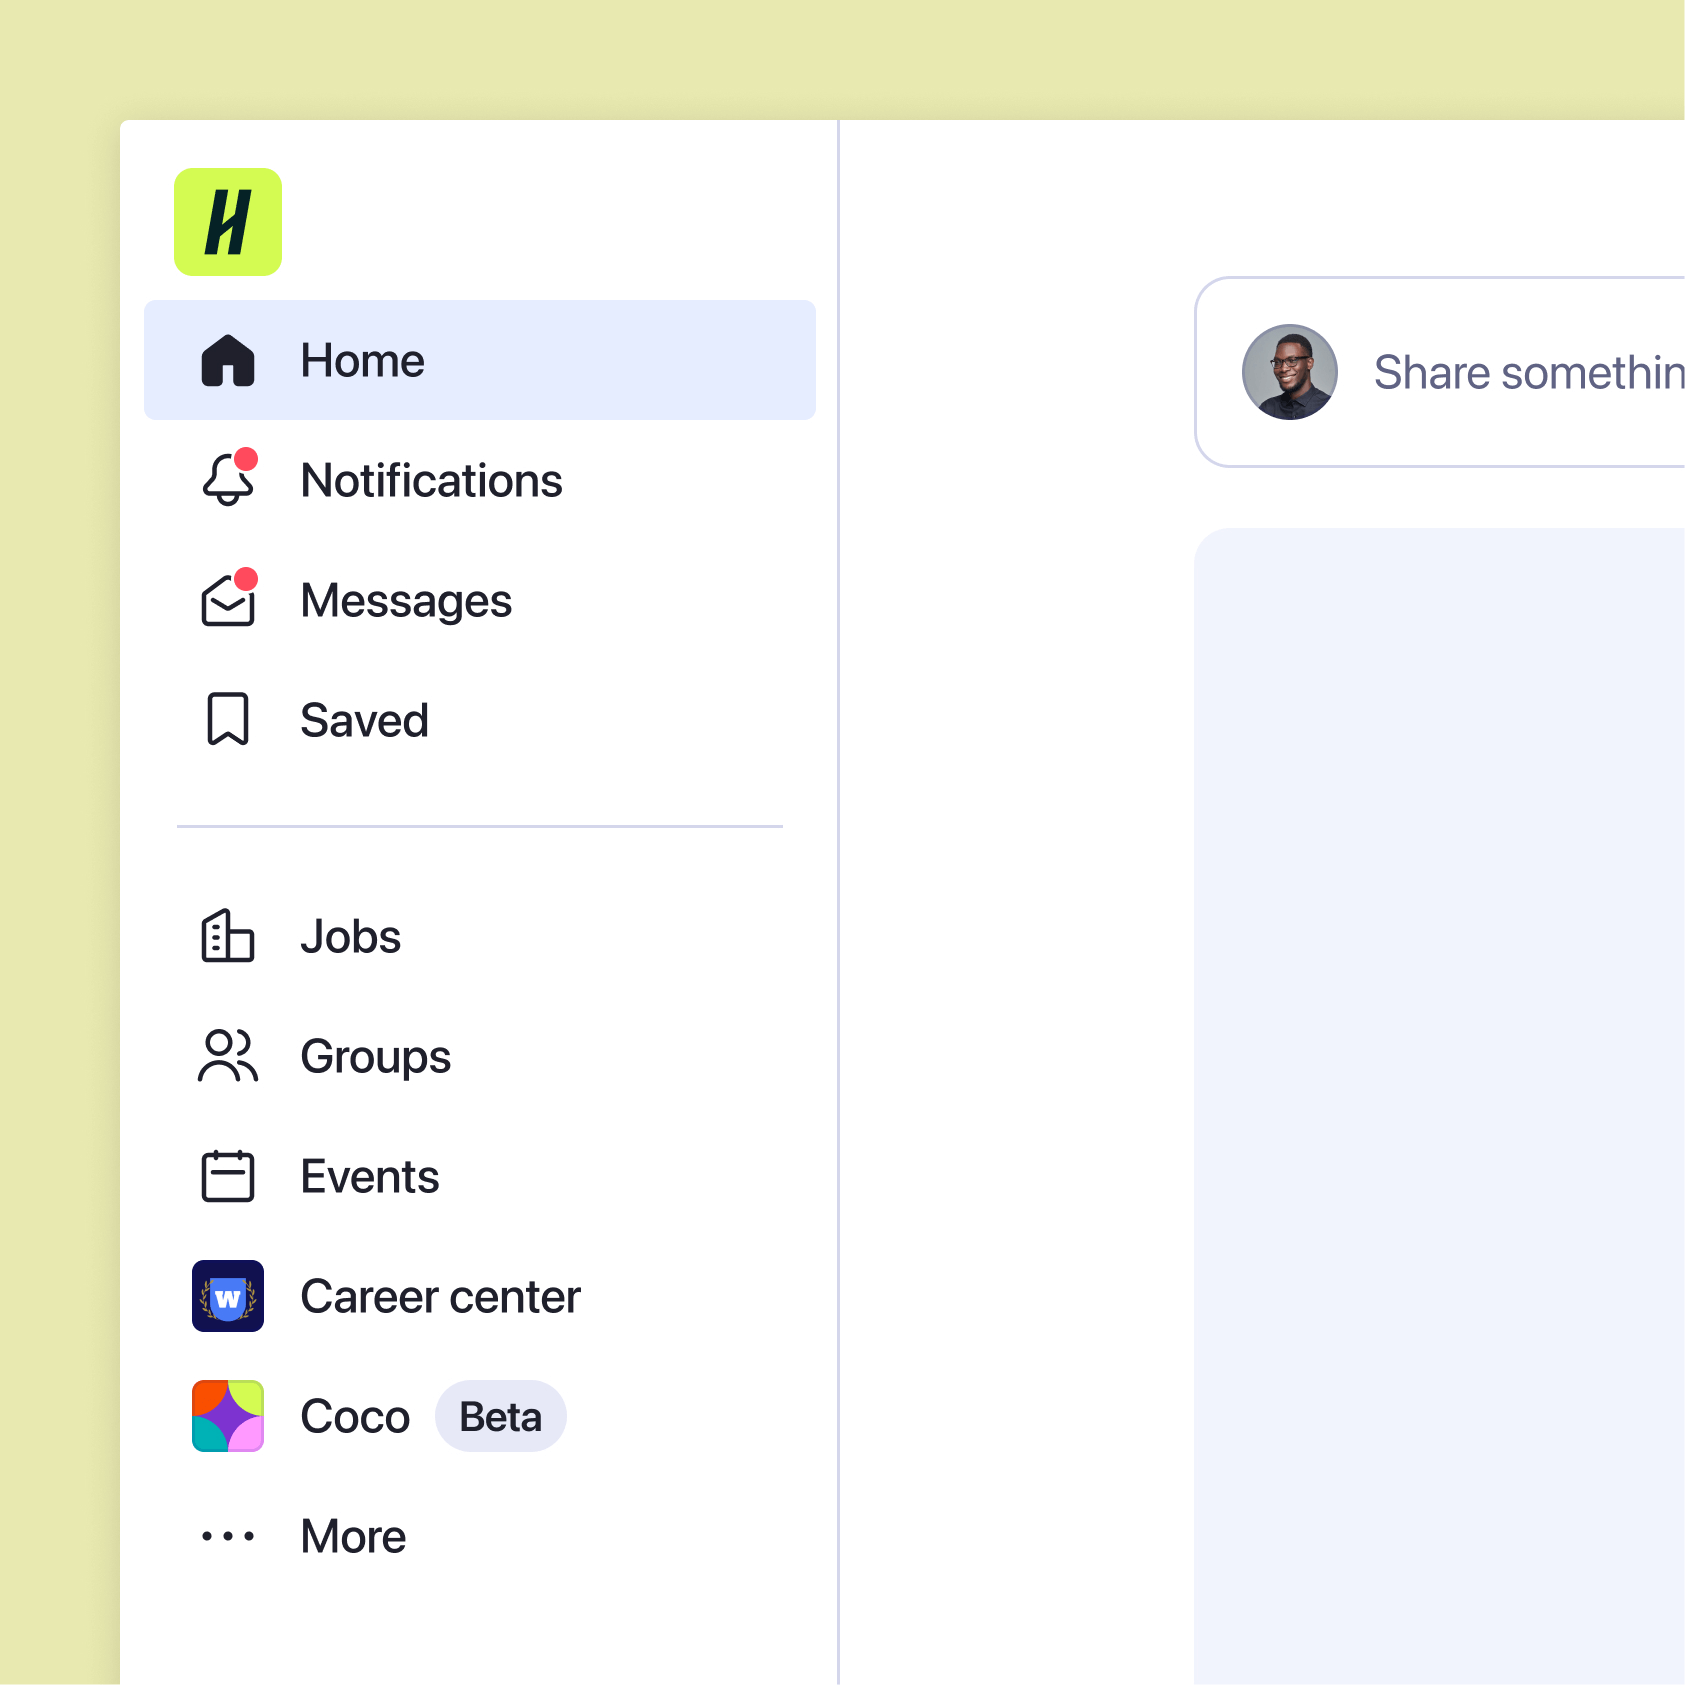 H
Home
Notifications
Messages
Saved
Jobs
Groups
Events
W
Career center
Coco
Beta
More
Share somethin